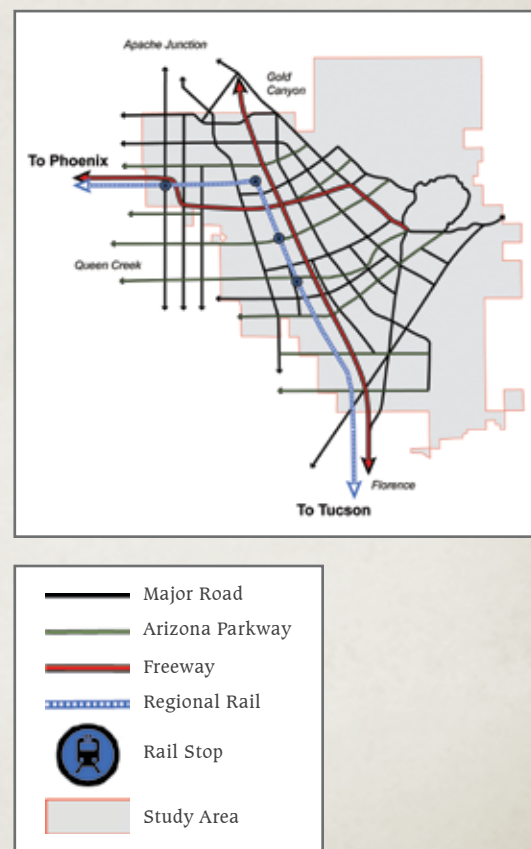 Apache Junction
Gold
Canyon
To Phoenix
Queen Creek
Florence
To Tucson
Major Road
Arizona Parkway
Freeway
Regional Rail
Rail Stop
Study Area